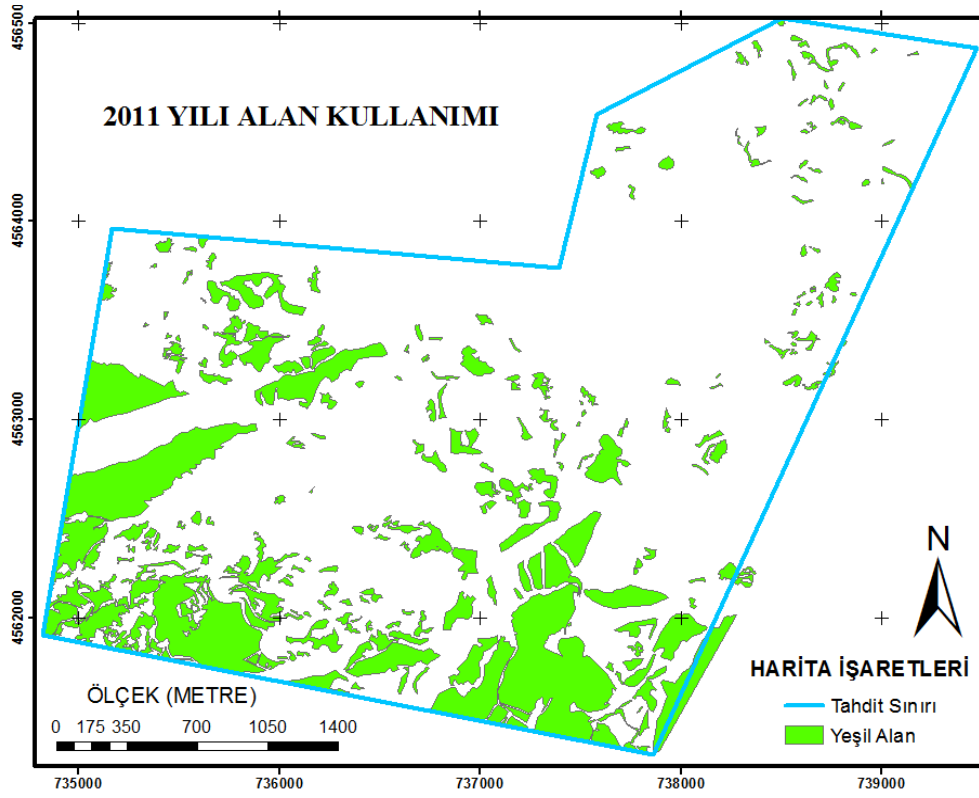 2011 YILI ALAN KULLANIMI
456500
4564000
4563000
4562000
N
HARİTA İŞARETLERİ
Tahdit Sınırı
Yeşil Alan
ÖLÇEK (METRE)
0 175 350 700 1050 1400
735000 736000 737000 738000 739000